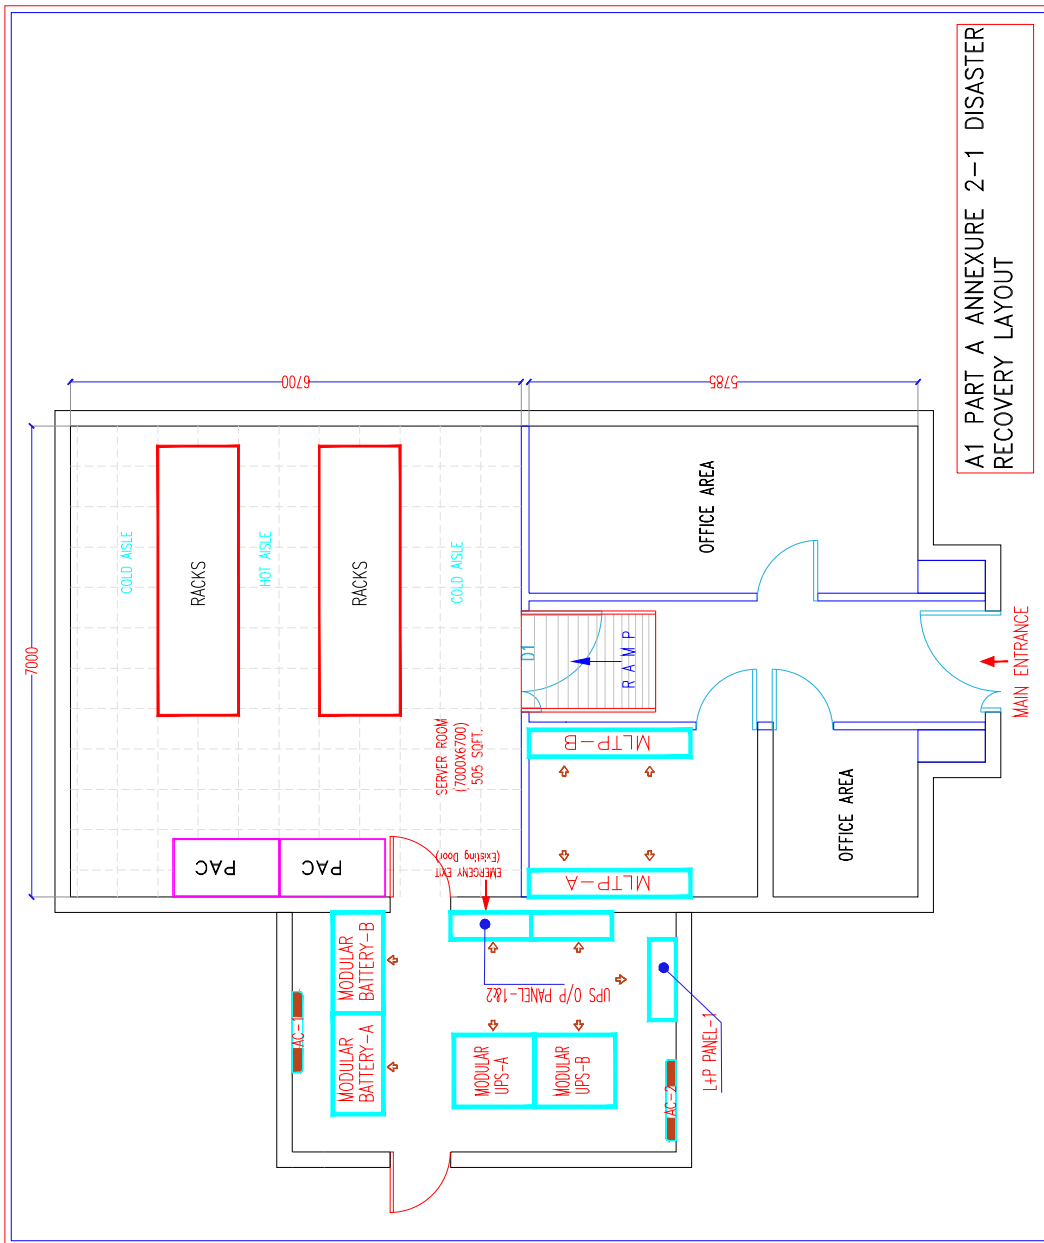 A1 PART A ANNEXURE 2-1 DISASTER
RECOVERY LAYOUT
6700
5785
7000
COLD AISLE
RACKS
HOT AISLE
RACKS
COLD AISLE
SERVER ROOM
(7000X6700)
505 SQFT.
PAC
PAC
EMERGENY EXIT
(Existing Door)
D1
R A M P
OFFICE AREA
OFFICE AREA
MAIN ENTRANCE
MLTP-B
MLTP-A
MODULAR
BATTERY-B
MODULAR
BATTERY-A
AC-1
UPS O/P PANEL-1&2
MODULAR
UPS-A
MODULAR
UPS-B
L+P PANEL-1
AC-2